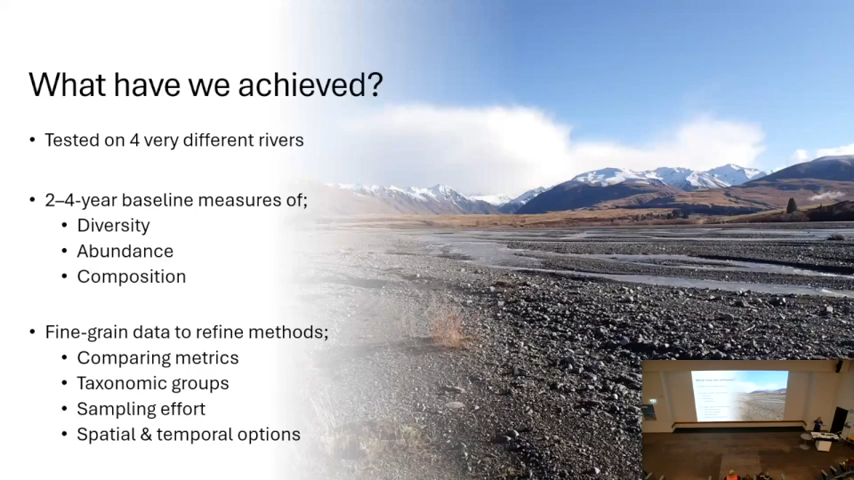 What have we achieved?
• Tested on 4 very different rivers
• 2–4-year baseline measures of;
• Diversity
• Abundance
• Composition
• Fine-grain data to refine methods;
• Comparing metrics
• Taxonomic groups
• Sampling effort
• Spatial & temporal options